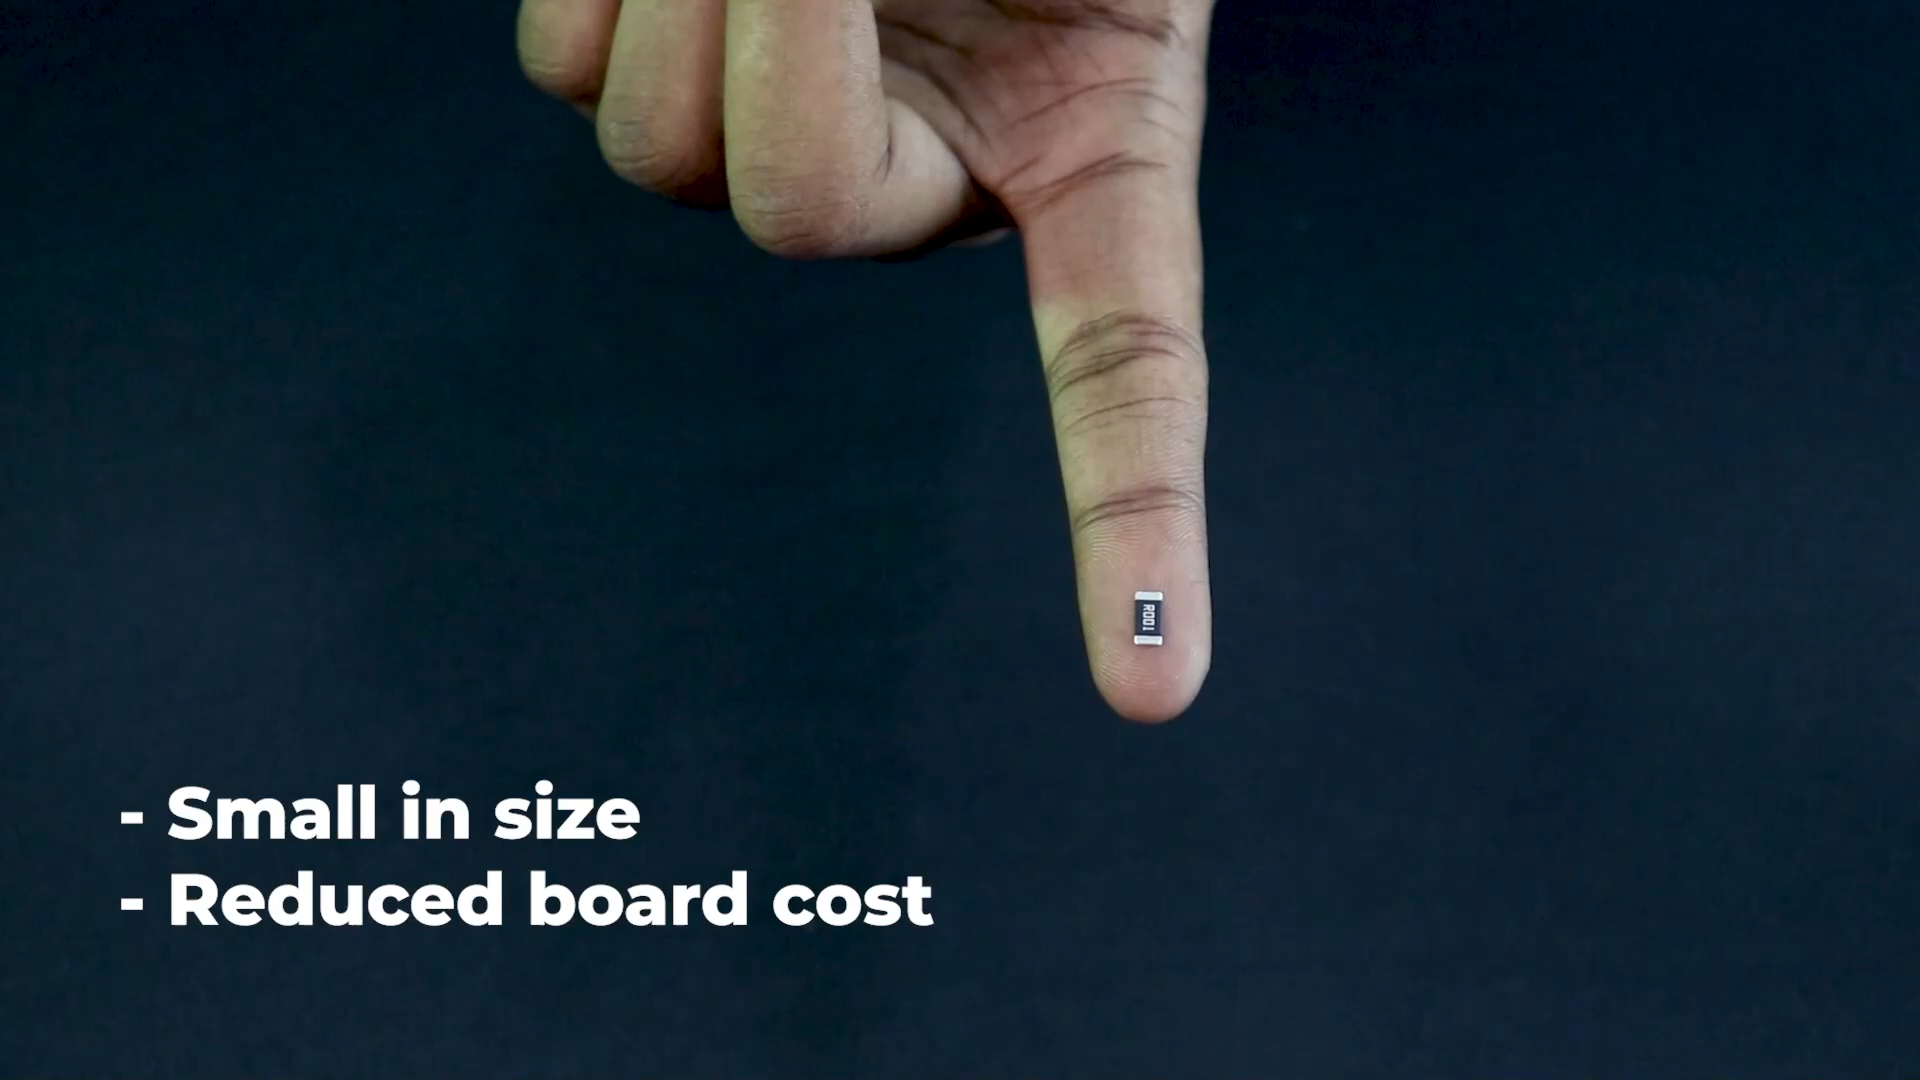 - Small in size
- Reduced board cost
R001